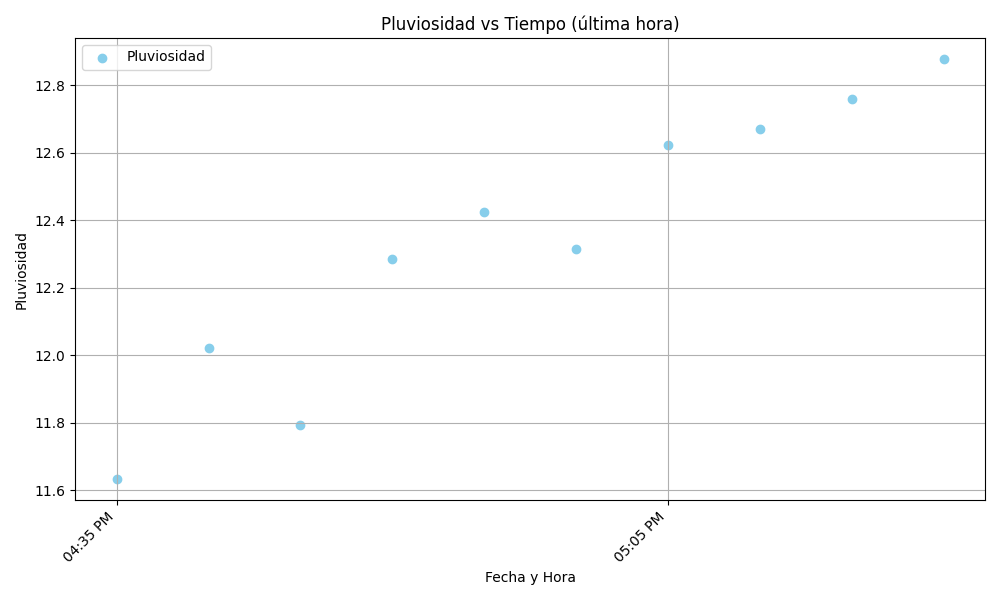 Pluviosidad vs Tiempo (última hora)
Pluviosidad
12.8
12.6
12.4
12.2
12.0
11.8
11.6
Pluviosidad
04:35 PM
05:05 PM
Fecha y Hora